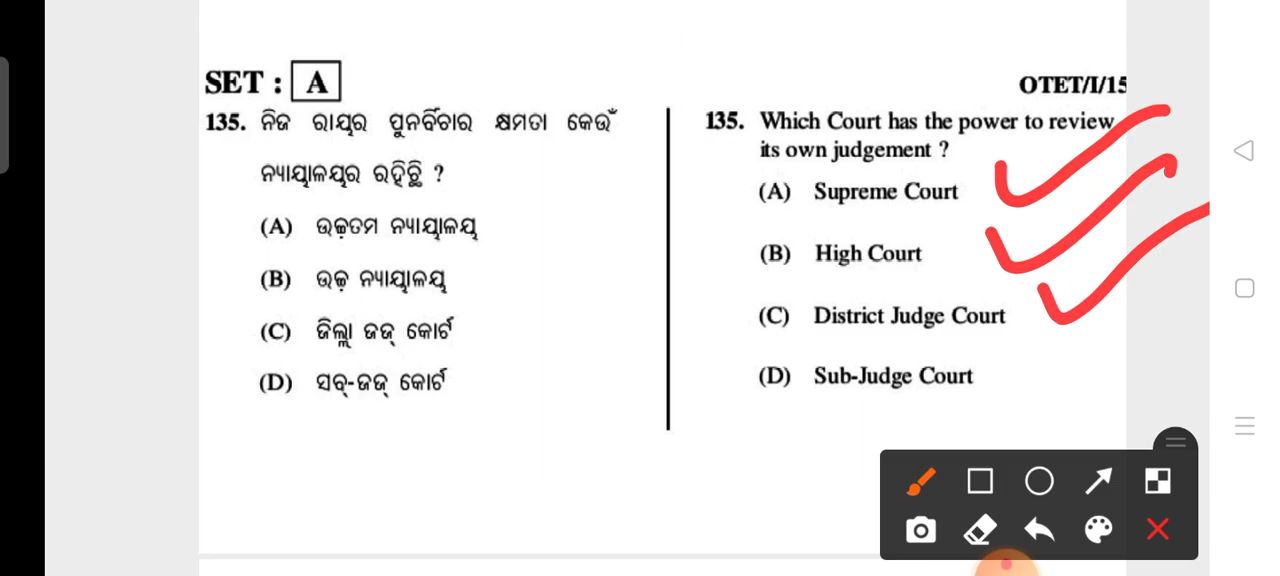 SET : A
OTET/I/15
135. ନିଜ ରାୟର ପୁନର୍ବିଚାର କ୍ଷମତା କେଉଁ
ନ୍ୟାୟାଳୟର ରହିଛି ?
(A) ଉଚ୍ଚତମ ନ୍ୟାୟାଳୟ
(B) ଉଚ୍ଚ ନ୍ୟାୟାଳୟ
(C) ଜିଲ୍ଲା ଜଜ୍ କୋର୍ଟ
(D) ସବ୍-ଜଜ୍ କୋର୍ଟ
135. Which Court has the power to review
its own judgement ?
(A) Supreme Court
(B) High Court
(C) District Judge Court
(D) Sub-Judge Court